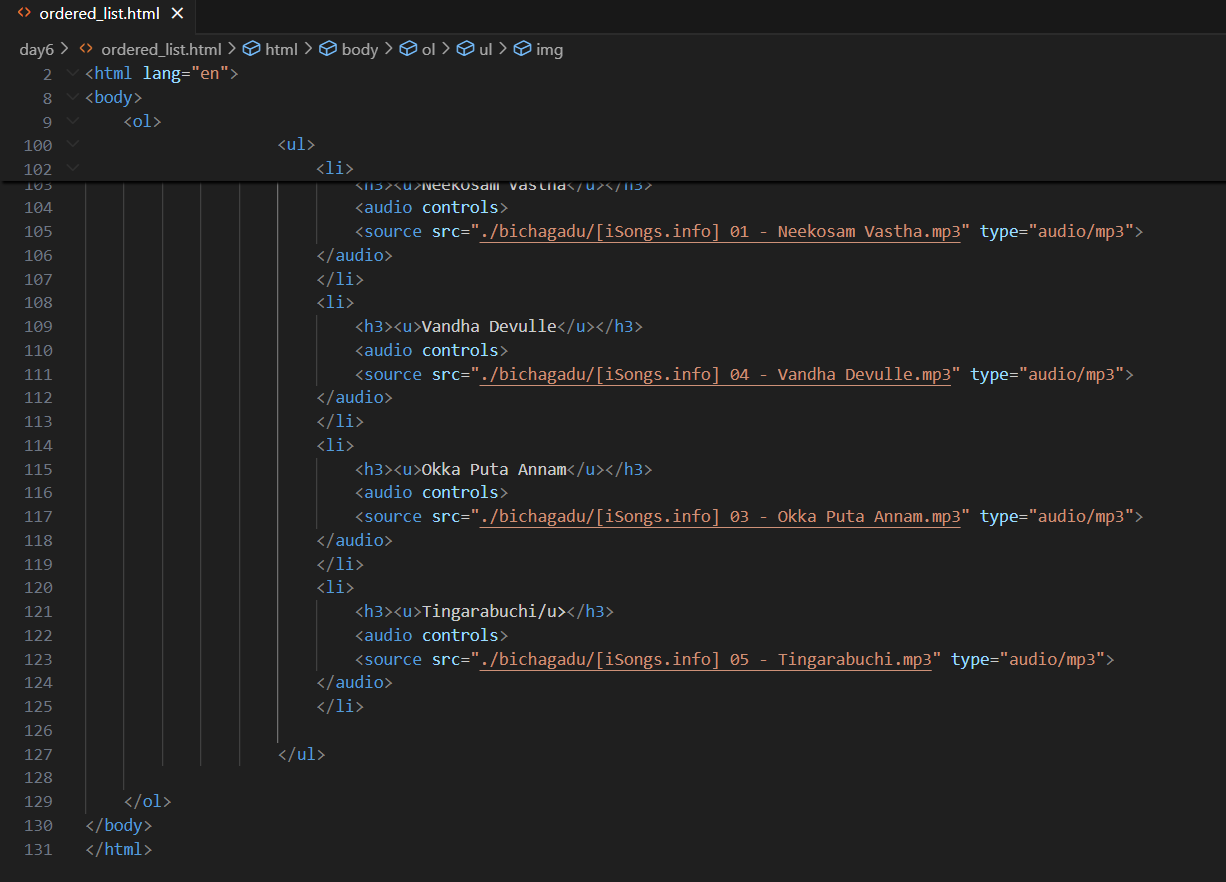 ordered_list.html
day6 > ordered_list.html > html > body > ol > ul > img
2 <html lang="en">
8 <body>
9 <ol>
100 <ul>
102 <li>
103 <h3><u>Neekosam Vastha</u></h3>
104 <audio controls>
105 <source src="./bichagadu/[iSongs.info] 01 - Neekosam Vastha.mp3" type="audio/mp3">
106 </audio>
107 </li>
108 <li>
109 <h3><u>Vandha Devulle</u></h3>
110 <audio controls>
111 <source src="./bichagadu/[iSongs.info] 04 - Vandha Devulle.mp3" type="audio/mp3">
112 </audio>
113 </li>
114 <li>
115 <h3><u>Okka Puta Annam</u></h3>
116 <audio controls>
117 <source src="./bichagadu/[iSongs.info] 03 - Okka Puta Annam.mp3" type="audio/mp3">
118 </audio>
119 </li>
120 <li>
121 <h3><u>Tingarabuchi/u></h3>
122 <audio controls>
123 <source src="./bichagadu/[iSongs.info] 05 - Tingarabuchi.mp3" type="audio/mp3">
124 </audio>
125 </li>
126
127 </ul>
128
129 </ol>
130 </body>
131 </html>